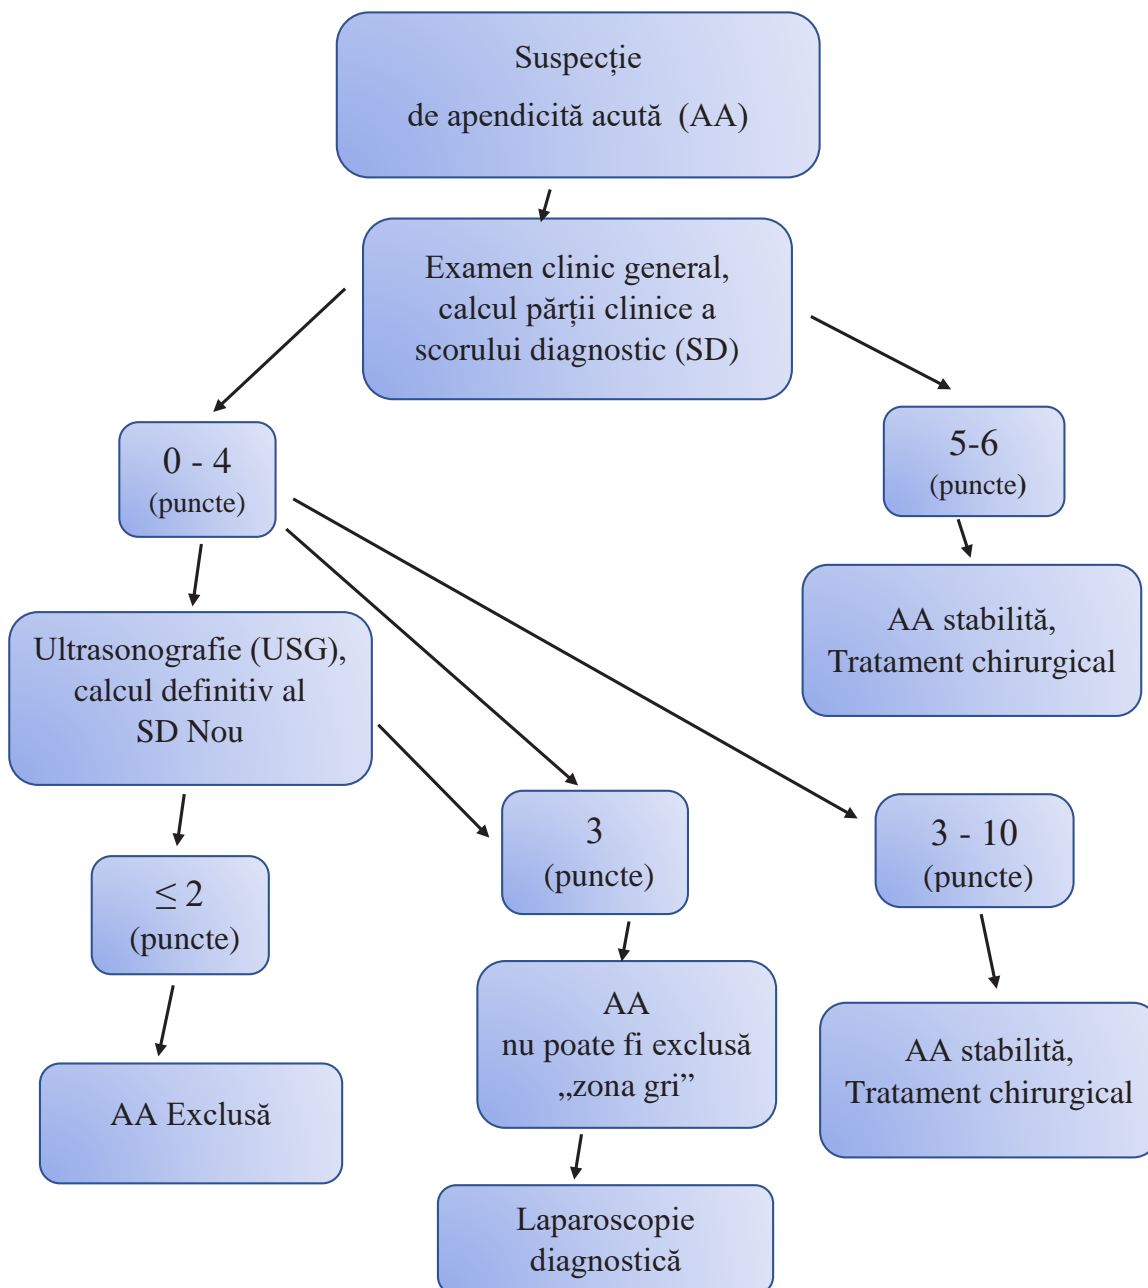 Suspecție
de apendicită acută (AA)
Examen clinic general,
calcul părții clinice a
scorului diagnostic (SD)
0 - 4
(puncte)
5-6
(puncte)
Ultrasonografie (USG),
calcul definitiv al
SD Nou
AA stabilită,
Tratament chirurgical
≤ 2
(puncte)
3
(puncte)
3 - 10
(puncte)
AA
nu poate fi exclusă
„zona gri”
AA stabilită,
Tratament chirurgical
AA Exclusă
Laparoscopie
diagnostică